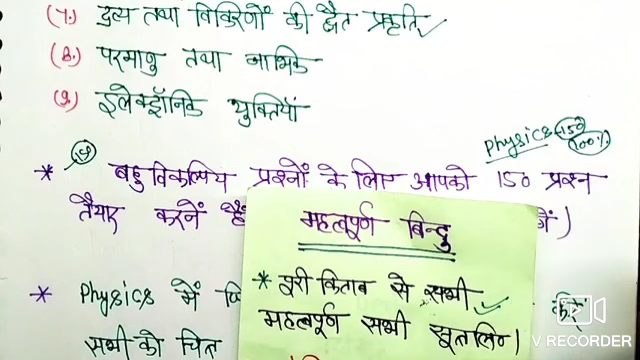 (7.) द्रव्य तथा विकिरणों की द्वैत प्रकृति
(8.) परमाणु तथा नाभिक
(9.) इलेक्ट्रॉनिक युक्तियाँ
Physics 150
100%
* बहुविकल्पिय प्रश्नों के लिए आपको 150 प्रश्न
तैयार करनें हैं
महत्वपूर्ण बिन्दु
* Physics में
* पूरी किताब से सभी
महत्वपूर्ण सभी
सभी को चित्र
V RECORDER